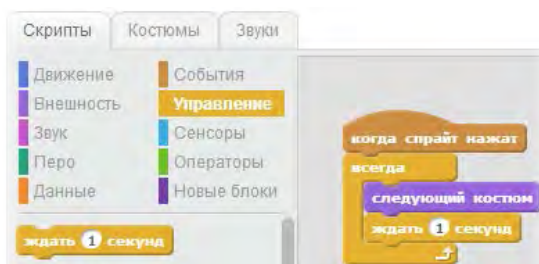 Скрипты Костюмы Звуки
Движение События
Внешность Управление
Звук Сенсоры
Перо Операторы
Данные Новые блоки
ждать 1 секунд
когда спрайт нажат
всегда
следующий костюм
ждать 1 секунд